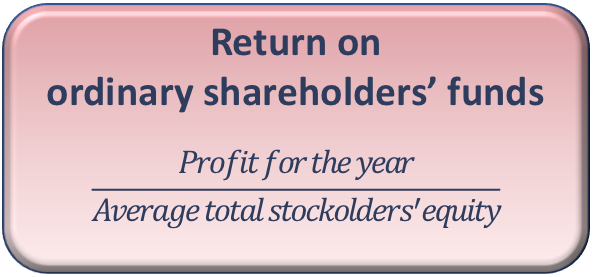 Return on
ordinary shareholders’ funds
Profit for the year
Average total stockolders' equity